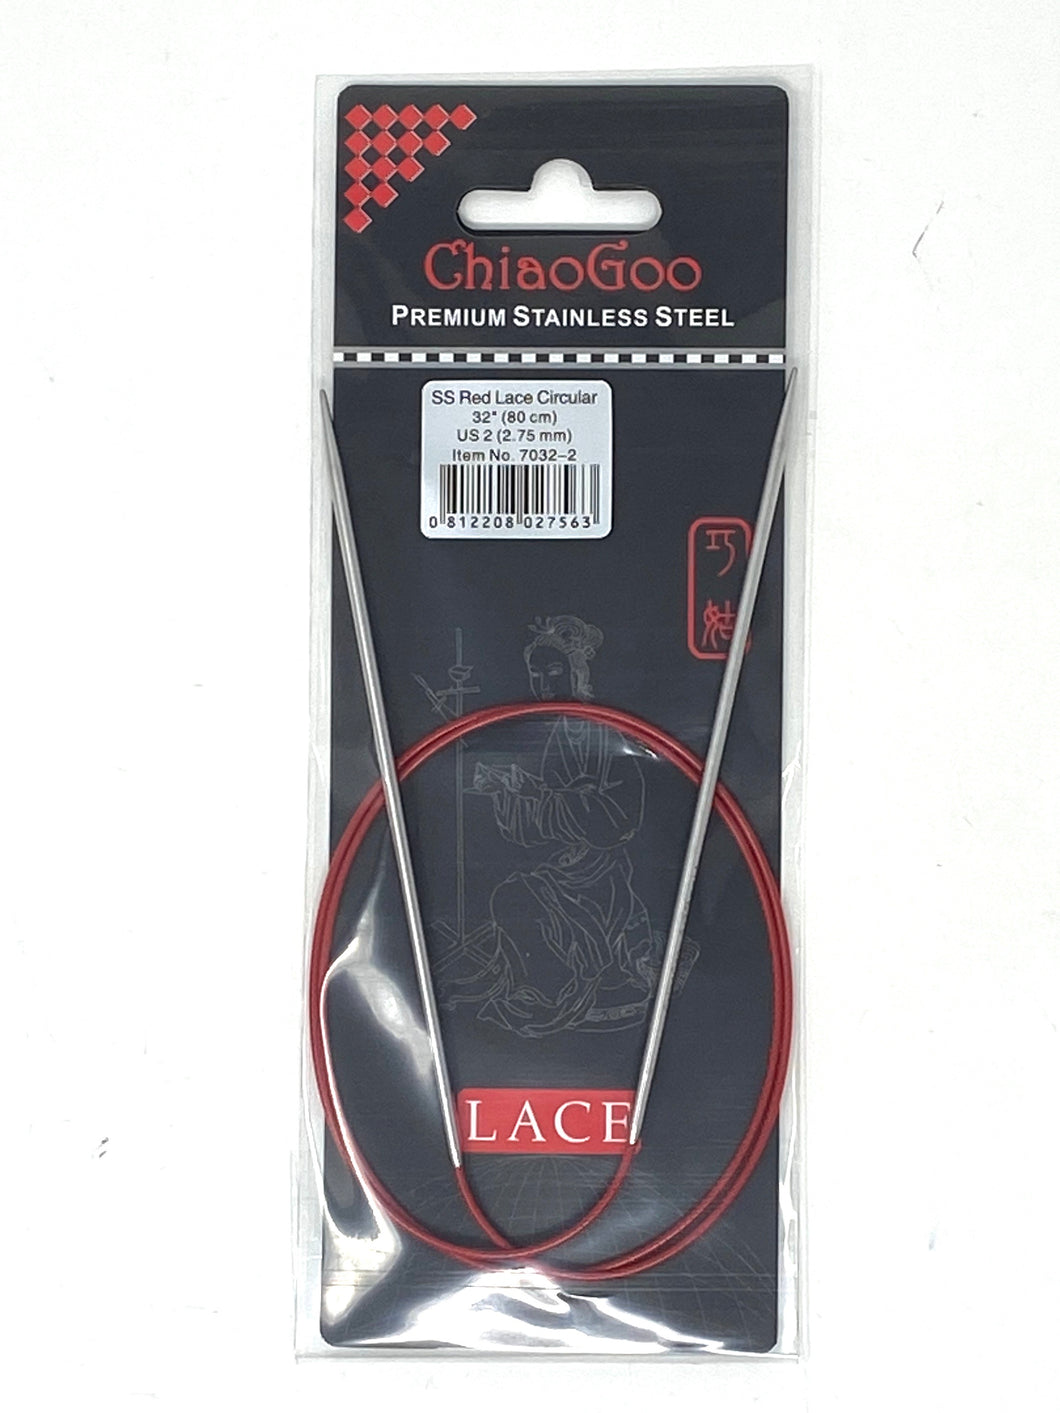 ChiaoGoo
PREMIUM STAINLESS STEEL
SS Red Lace Circular
32" (80 cm)
US 2 (2.75 mm)
Item No. 7032-2
0 812208 027563
巧
結
LACE